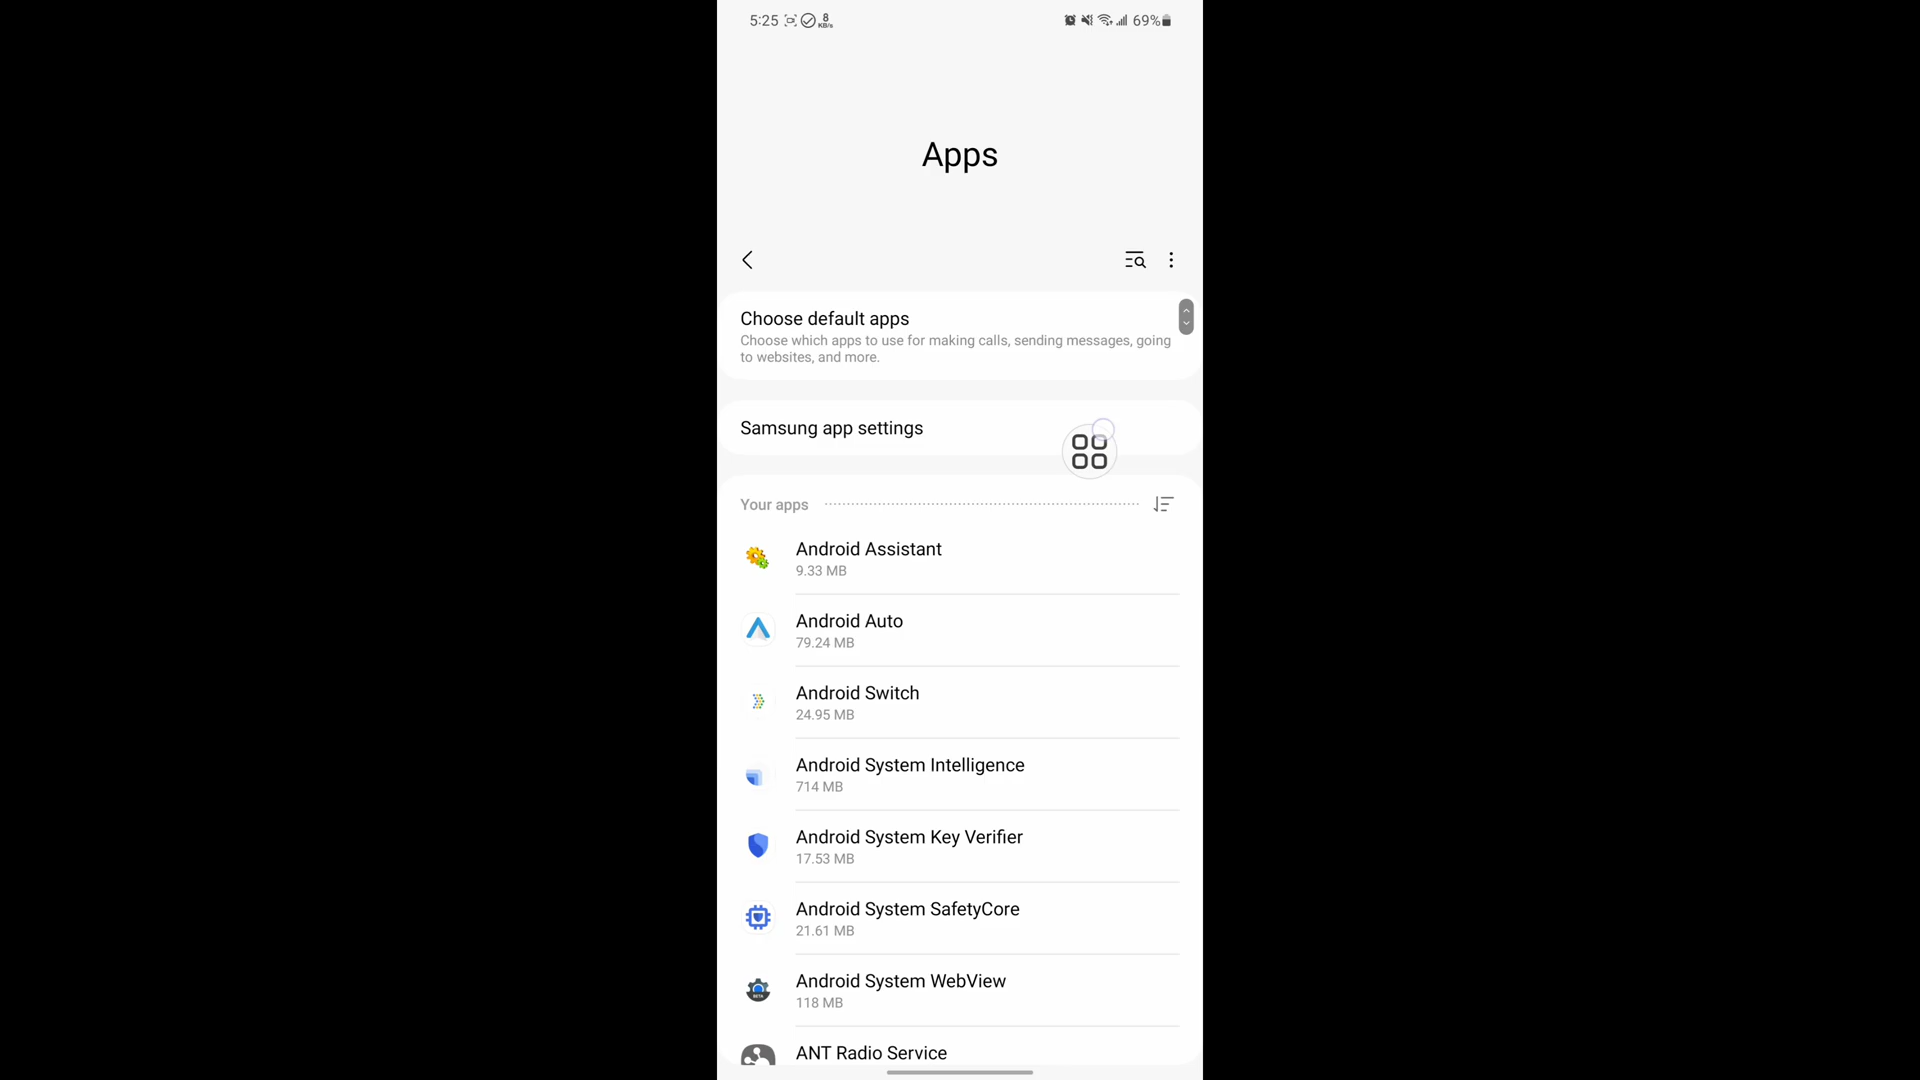 5:25 8 KB/s 69%
Apps
Choose default apps
Choose which apps to use for making calls, sending messages, going
to websites, and more.
Samsung app settings
Your apps
Android Assistant
9.33 MB
Android Auto
79.24 MB
Android Switch
24.95 MB
Android System Intelligence
714 MB
Android System Key Verifier
17.53 MB
Android System SafetyCore
21.61 MB
Android System WebView
BETA
118 MB
ANT Radio Service